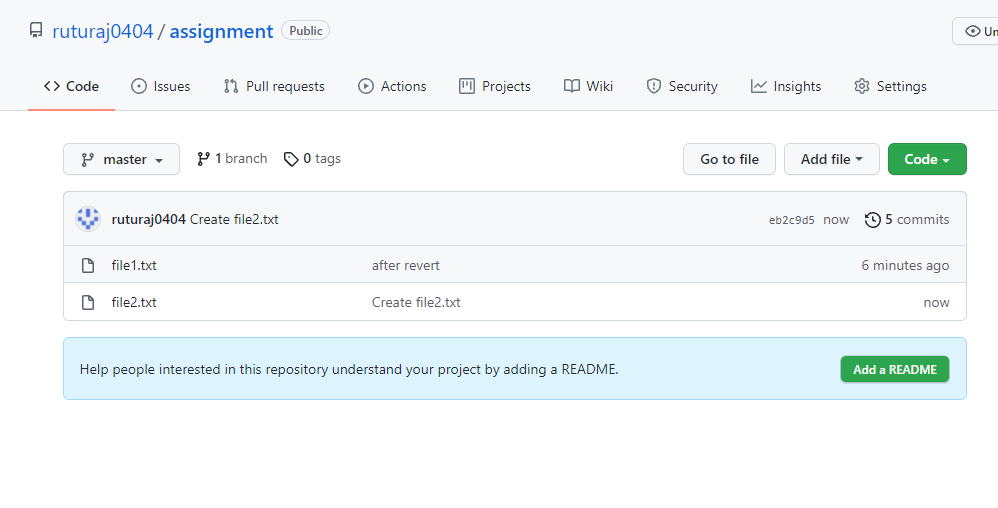 ruturaj0404 / assignment Public
Un
Code Issues Pull requests Actions Projects Wiki Security Insights Settings
master 1 branch 0 tags Go to file Add file Code
ruturaj0404 Create file2.txt eb2c9d5 now 5 commits
file1.txt after revert 6 minutes ago
file2.txt Create file2.txt now
Help people interested in this repository understand your project by adding a README. Add a README